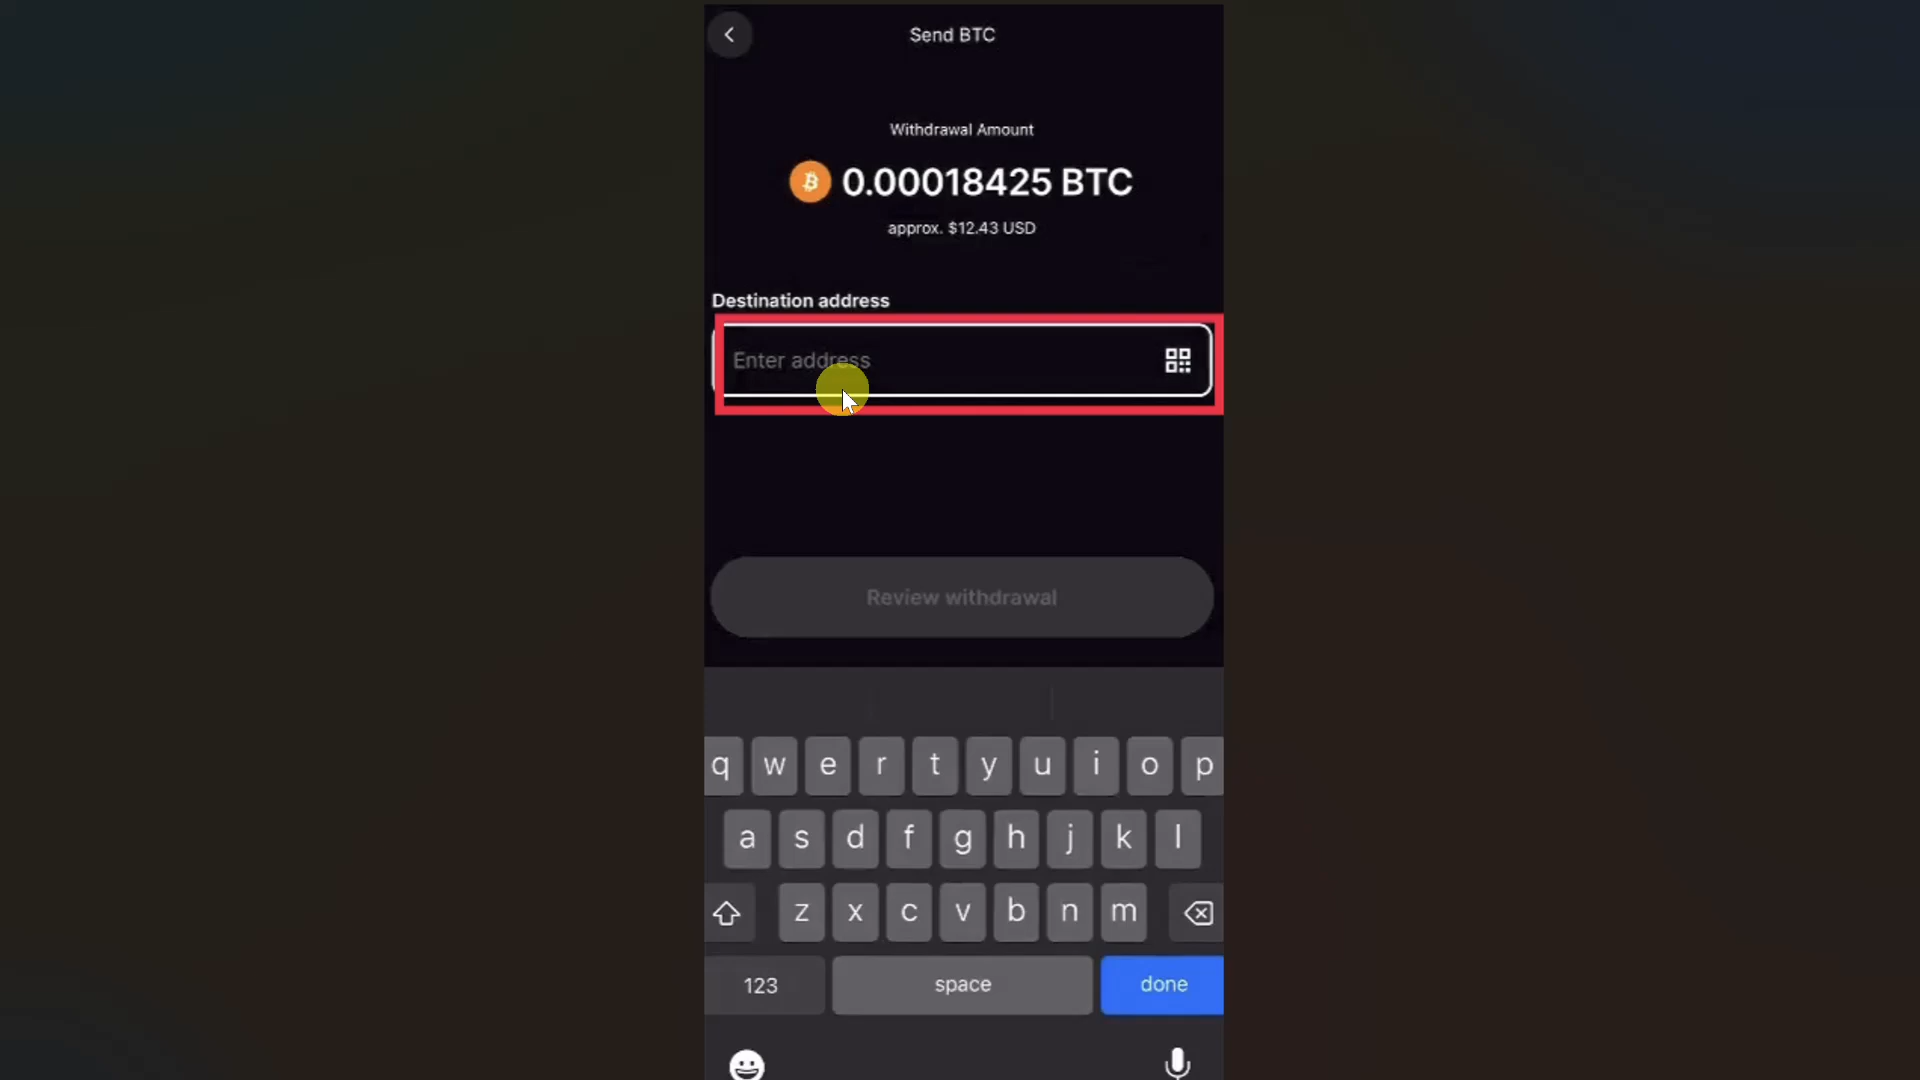 Send BTC
Withdrawal Amount
0.00018425 BTC
approx. $12.43 USD
Destination address
Enter address
Review withdrawal
q w e r t y u i o p
a s d f g h j k l
z x c v b n m
123 space done